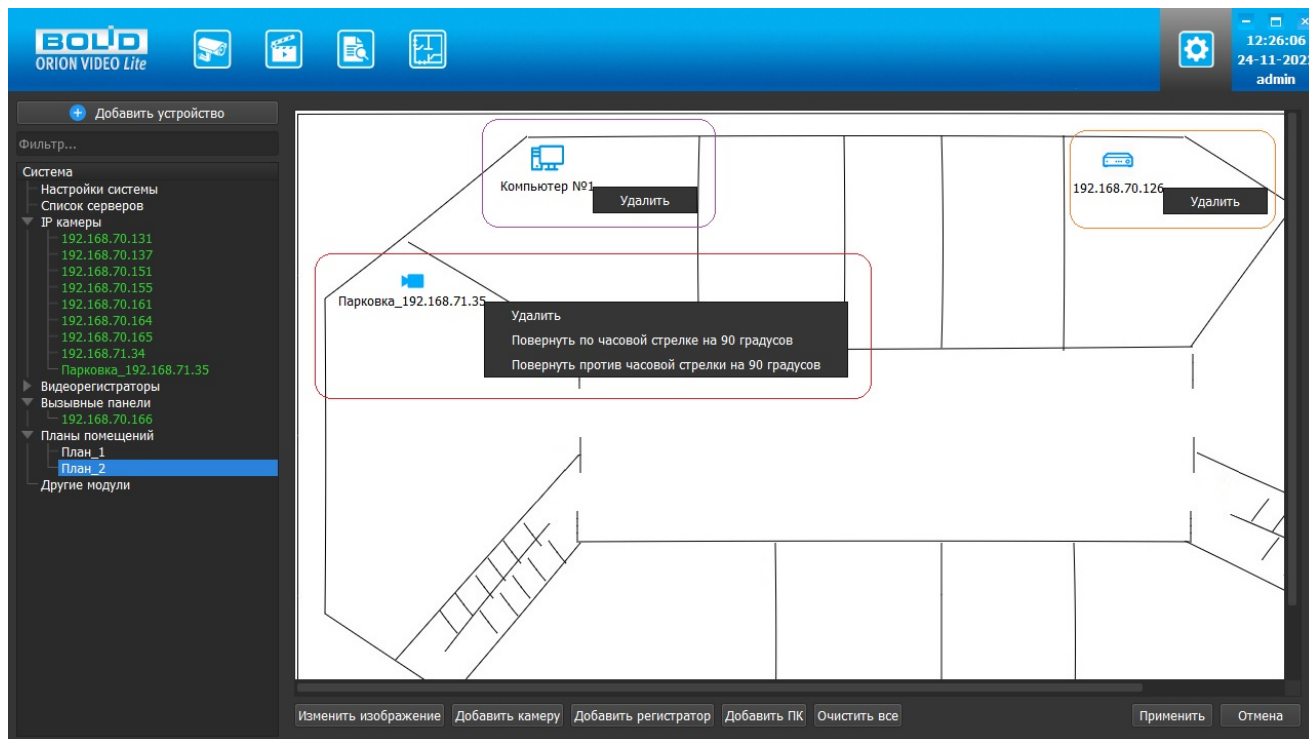 BOLID
ORION VIDEO Lite
12:26:06
24-11-202
admin
Добавить устройство
Фильтр...
Система
Настройки системы
Список серверов
IP камеры
192.168.70.131
192.168.70.137
192.168.70.151
192.168.70.155
192.168.70.161
192.168.70.164
192.168.70.165
192.168.71.34
Парковка_192.168.71.35
Видеорегистраторы
Вызывные панели
192.168.70.166
Планы помещений
План_1
План_2
Другие модули
Компьютер №1
Удалить
192.168.70.126
Удалить
Парковка_192.168.71.35
Удалить
Повернуть по часовой стрелке на 90 градусов
Повернуть против часовой стрелки на 90 градусов
Изменить изображение Добавить камеру Добавить регистратор Добавить ПК Очистить все Применить Отмена